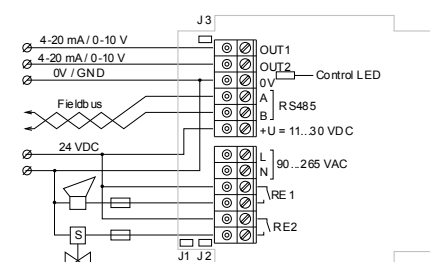 J3
4-20 mA / 0-10 V
OUT1
4-20 mA / 0-10 V
OUT2
0V / GND
0V
Control LED
Fieldbus
A
B
RS485
+U = 11...30 VDC
24 VDC
L
N
90...265 VAC
RE1
S
RE2
J1 J2